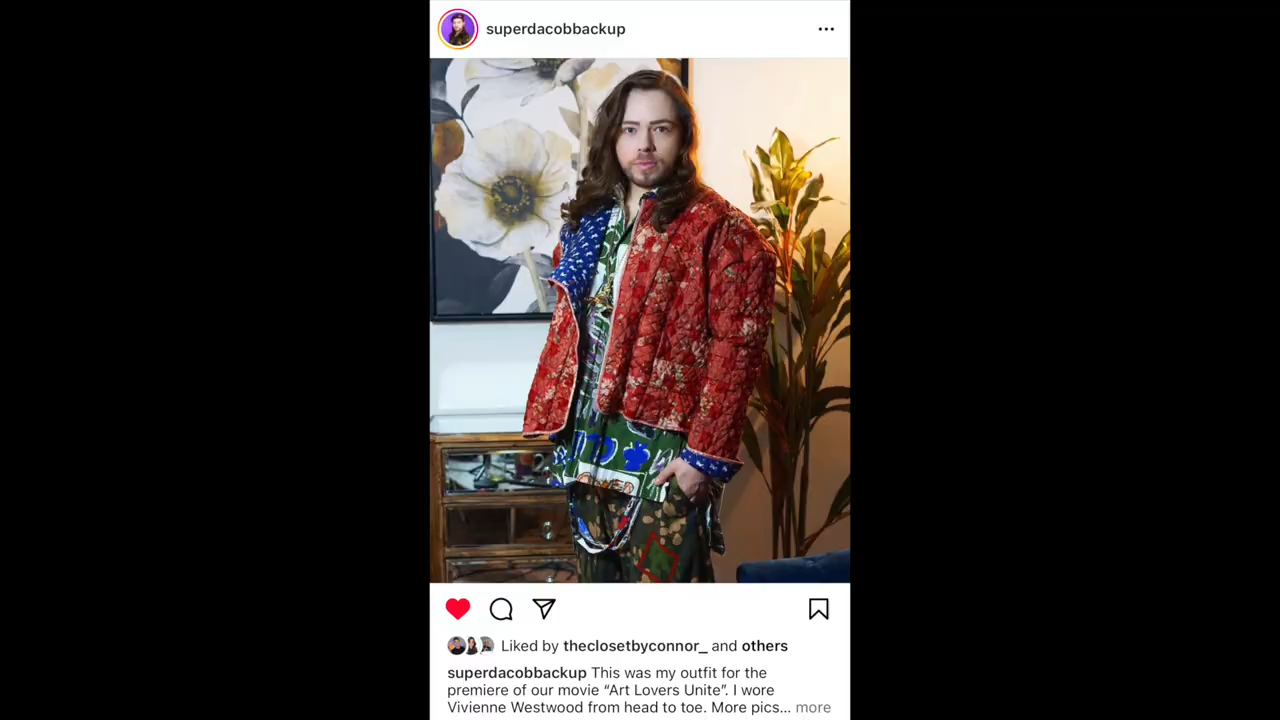 superdacobbackup
Liked by theclosetbyconnor_ and others
superdacobbackup This was my outfit for the
premiere of our movie “Art Lovers Unite”. I wore
Vivienne Westwood from head to toe. More pics... more